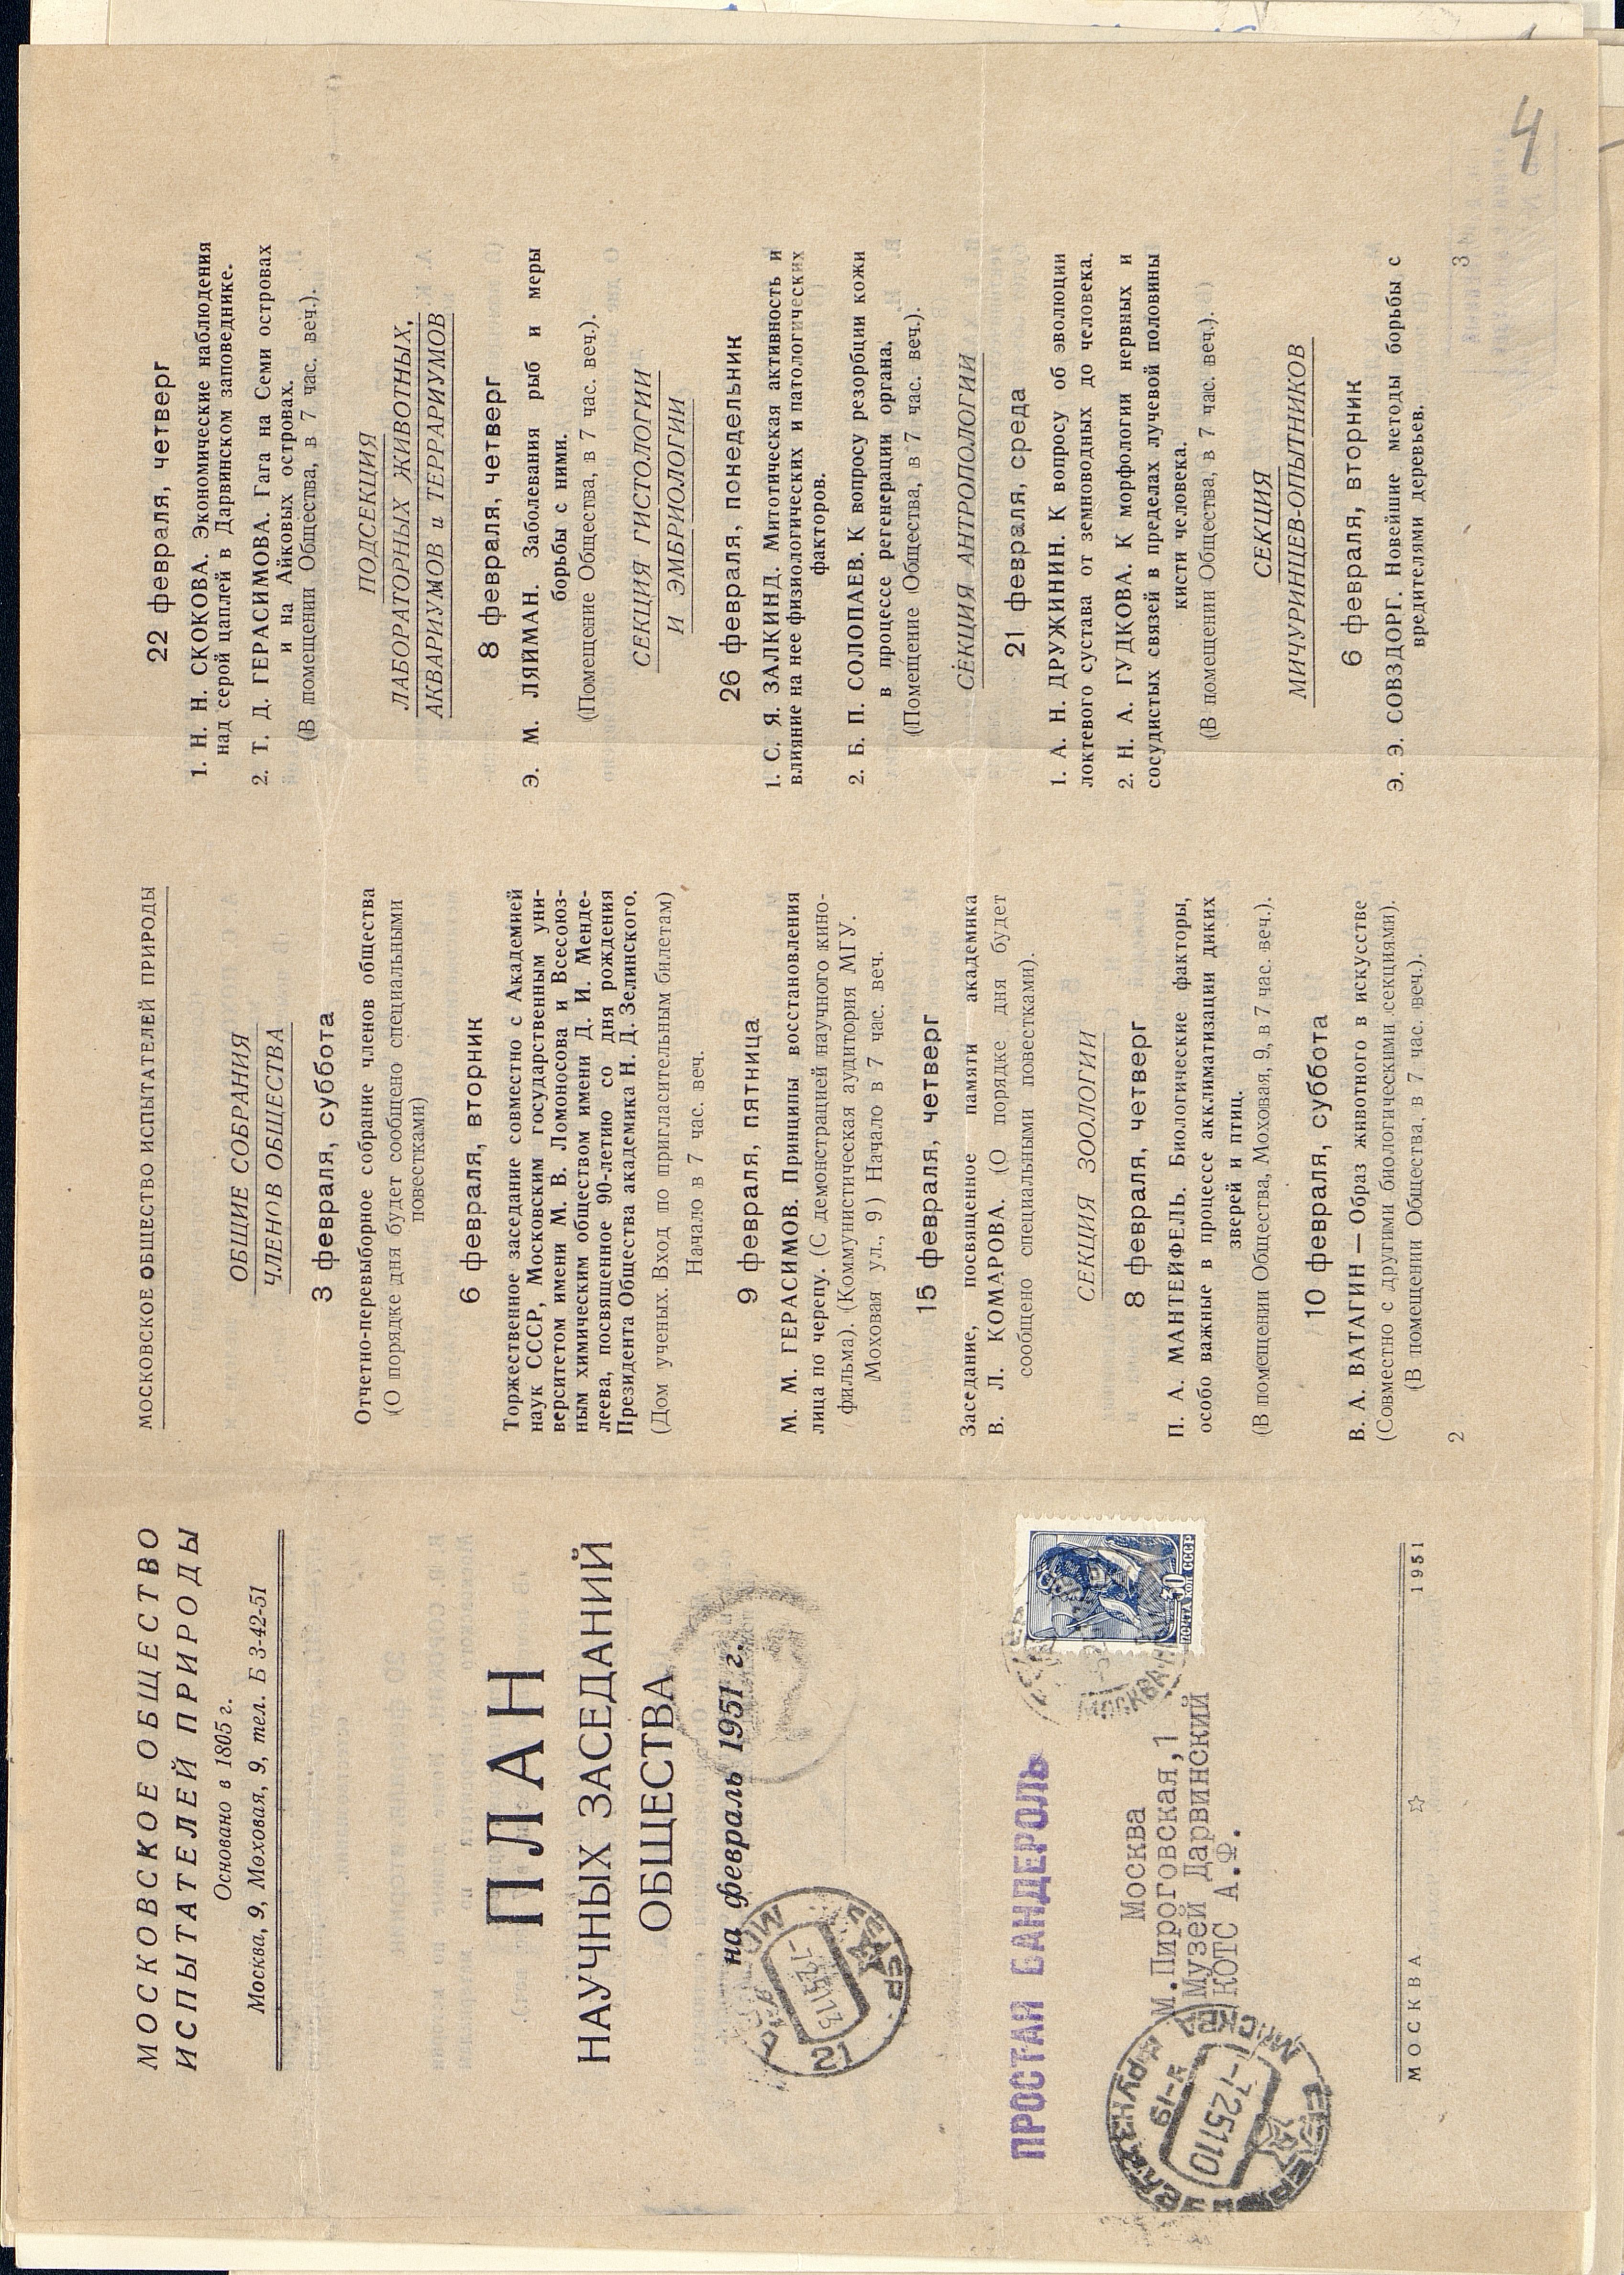 МОСКОВСКОЕ ОБЩЕСТВО
ИСПЫТАТЕЛЕЙ ПРИРОДЫ
Основано в 1805 г.
Москва, 9, Моховая, 9, тел. Б 3-42-51
ПЛАН
НАУЧНЫХ ЗАСЕДАНИЙ
ОБЩЕСТВА
на февраль 1951 г.
ПРОСТАЯ БАНДЕРОЛЬ
ПОЧТА 30 КОП СССР
МОСКВА
Москва
м.Пироговская,1
Музей Дарвинский
КОТС А.Ф.
МОСКВА
21
МОСКВА
МОСКВА ☆ 1951
МОСКОВСКОЕ ОБЩЕСТВО ИСПЫТАТЕЛЕЙ ПРИРОДЫ
ОБЩИЕ СОБРАНИЯ
ЧЛЕНОВ ОБЩЕСТВА
3 февраля, суббота
Отчетно-перевыборное собрание членов общества
(О порядке дня будет сообщено специальными
повестками)
6 февраля, вторник
Торжественное заседание совместно с Академией
наук СССР, Московским государственным уни-
верситетом имени М. В. Ломоносова и Всесоюз-
ным химическим обществом имени Д. И. Менде-
леева, посвященное 90-летию со дня рождения
Президента Общества академика Н. Д. Зелинского.
(Дом ученых. Вход по пригласительным билетам)
Начало в 7 час. веч.
9 февраля, пятница
М. М. ГЕРАСИМОВ. Принципы восстановления
лица по черепу. (С демонстрацией научного кино-
фильма). (Коммунистическая аудитория МГУ.
Моховая ул., 9) Начало в 7 час. веч.
15 февраля, четверг
Заседание, посвященное памяти академика
В. Л. КОМАРОВА. (О порядке дня будет
сообщено специальными повестками).
СЕКЦИЯ ЗООЛОГИИ
8 февраля, четверг
П. А. МАНТЕЙФЕЛЬ. Биологические факторы,
особо важные в процессе акклиматизации диких
зверей и птиц.
(В помещении Общества, Моховая, 9, в 7 час. веч.).
10 февраля, суббота
В. А. ВАТАГИН — Образ животного в искусстве
(Совместно с другими биологическими секциями).
(В помещении Общества, в 7 час. веч.).
2
22 февраля, четверг
1. Н. Н. СКОКОВА. Экономические наблюдения
над серой цаплей в Дарвинском заповеднике.
2. Т. Д. ГЕРАСИМОВА. Гага на Семи островах
и на Айновых островах.
(В помещении Общества, в 7 час. веч.).
ПОДСЕКЦИЯ
ЛАБОРАТОРНЫХ ЖИВОТНЫХ,
АКВАРИУМОВ и ТЕРРАРИУМОВ
8 февраля, четверг
Э. М. ЛЯЙМАН. Заболевания рыб и меры
борьбы с ними.
(Помещение Общества, в 7 час. веч.).
СЕКЦИЯ ГИСТОЛОГИИ
И ЭМБРИОЛОГИИ
26 февраля, понедельник
1. С. Я. ЗАЛКИНД. Митотическая активность и
влияние на нее физиологических и патологических
факторов.
2. Б. П. СОЛОПАЕВ. К вопросу резорбции кожи
в процессе регенерации органа.
(Помещение Общества, в 7 час. веч.).
СЕКЦИЯ АНТРОПОЛОГИИ
21 февраля, среда
1. А. Н. ДРУЖИНИН. К вопросу об эволюции
локтевого сустава от земноводных до человека.
2. Н. А. ГУДКОВА. К морфологии нервных и
сосудистых связей в пределах лучевой половины
кисти человека.
(В помещении Общества, в 7 час. веч.).
СЕКЦИЯ
МИЧУРИНЦЕВ-ОПЫТНИКОВ
6 февраля, вторник
Э. Э. СОВЗДОРГ. Новейшие методы борьбы с
вредителями деревьев.
3
4